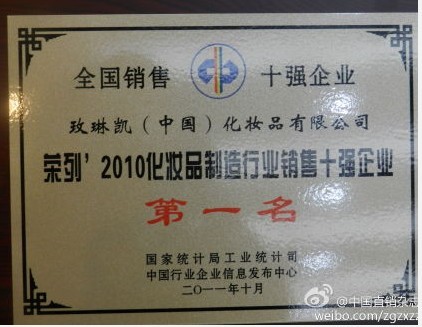 全国销售 十强企业
玫琳凯（中国）化妆品有限公司
荣列’2010化妆品制造行业销售十强企业
第一名
国家统计局工业统计司
中国行业企业信息发布中心
二〇一一年十月
@中国直销杂志
weibo.com/zgzxzz